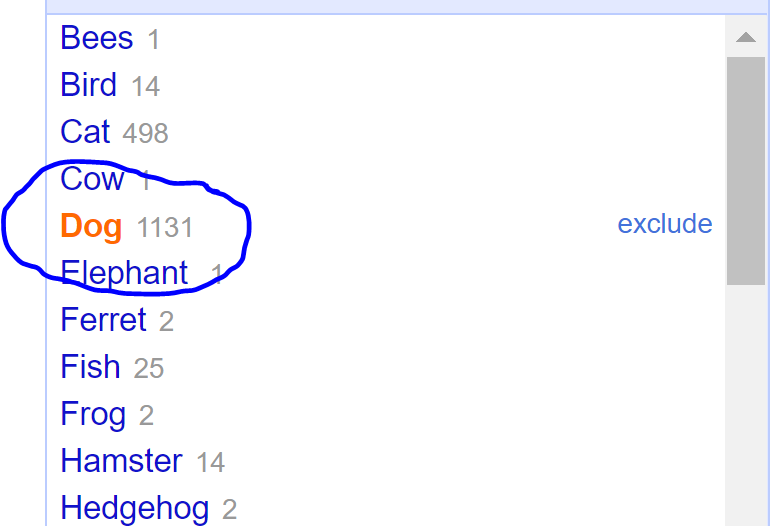 Bees 1
Bird 14
Cat 498
Cow 1
Dog 1131 exclude
Elephant 1
Ferret 2
Fish 25
Frog 2
Hamster 14
Hedgehog 2